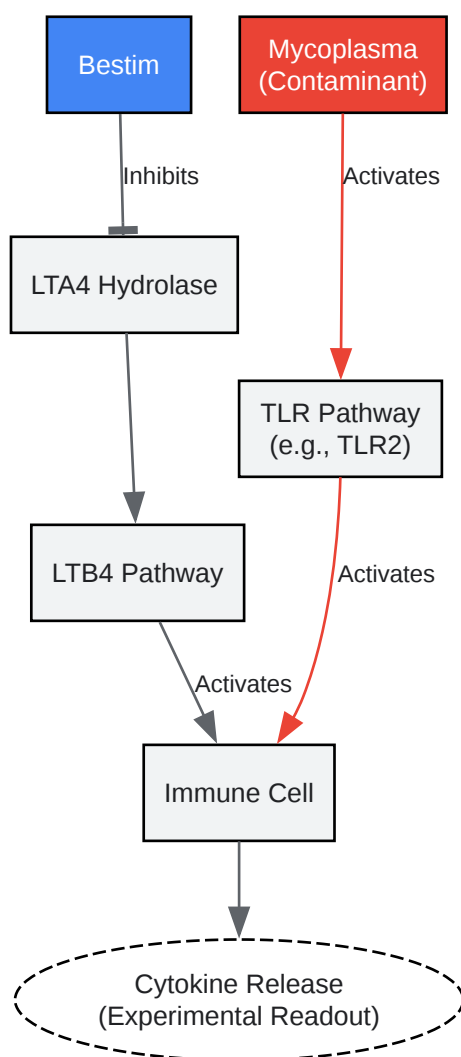 Bestim
Mycoplasma
(Contaminant)
Inhibits
Activates
LTA4 Hydrolase
TLR Pathway
(e.g., TLR2)
LTB4 Pathway
Activates
Activates
Immune Cell
Cytokine Release
(Experimental Readout)